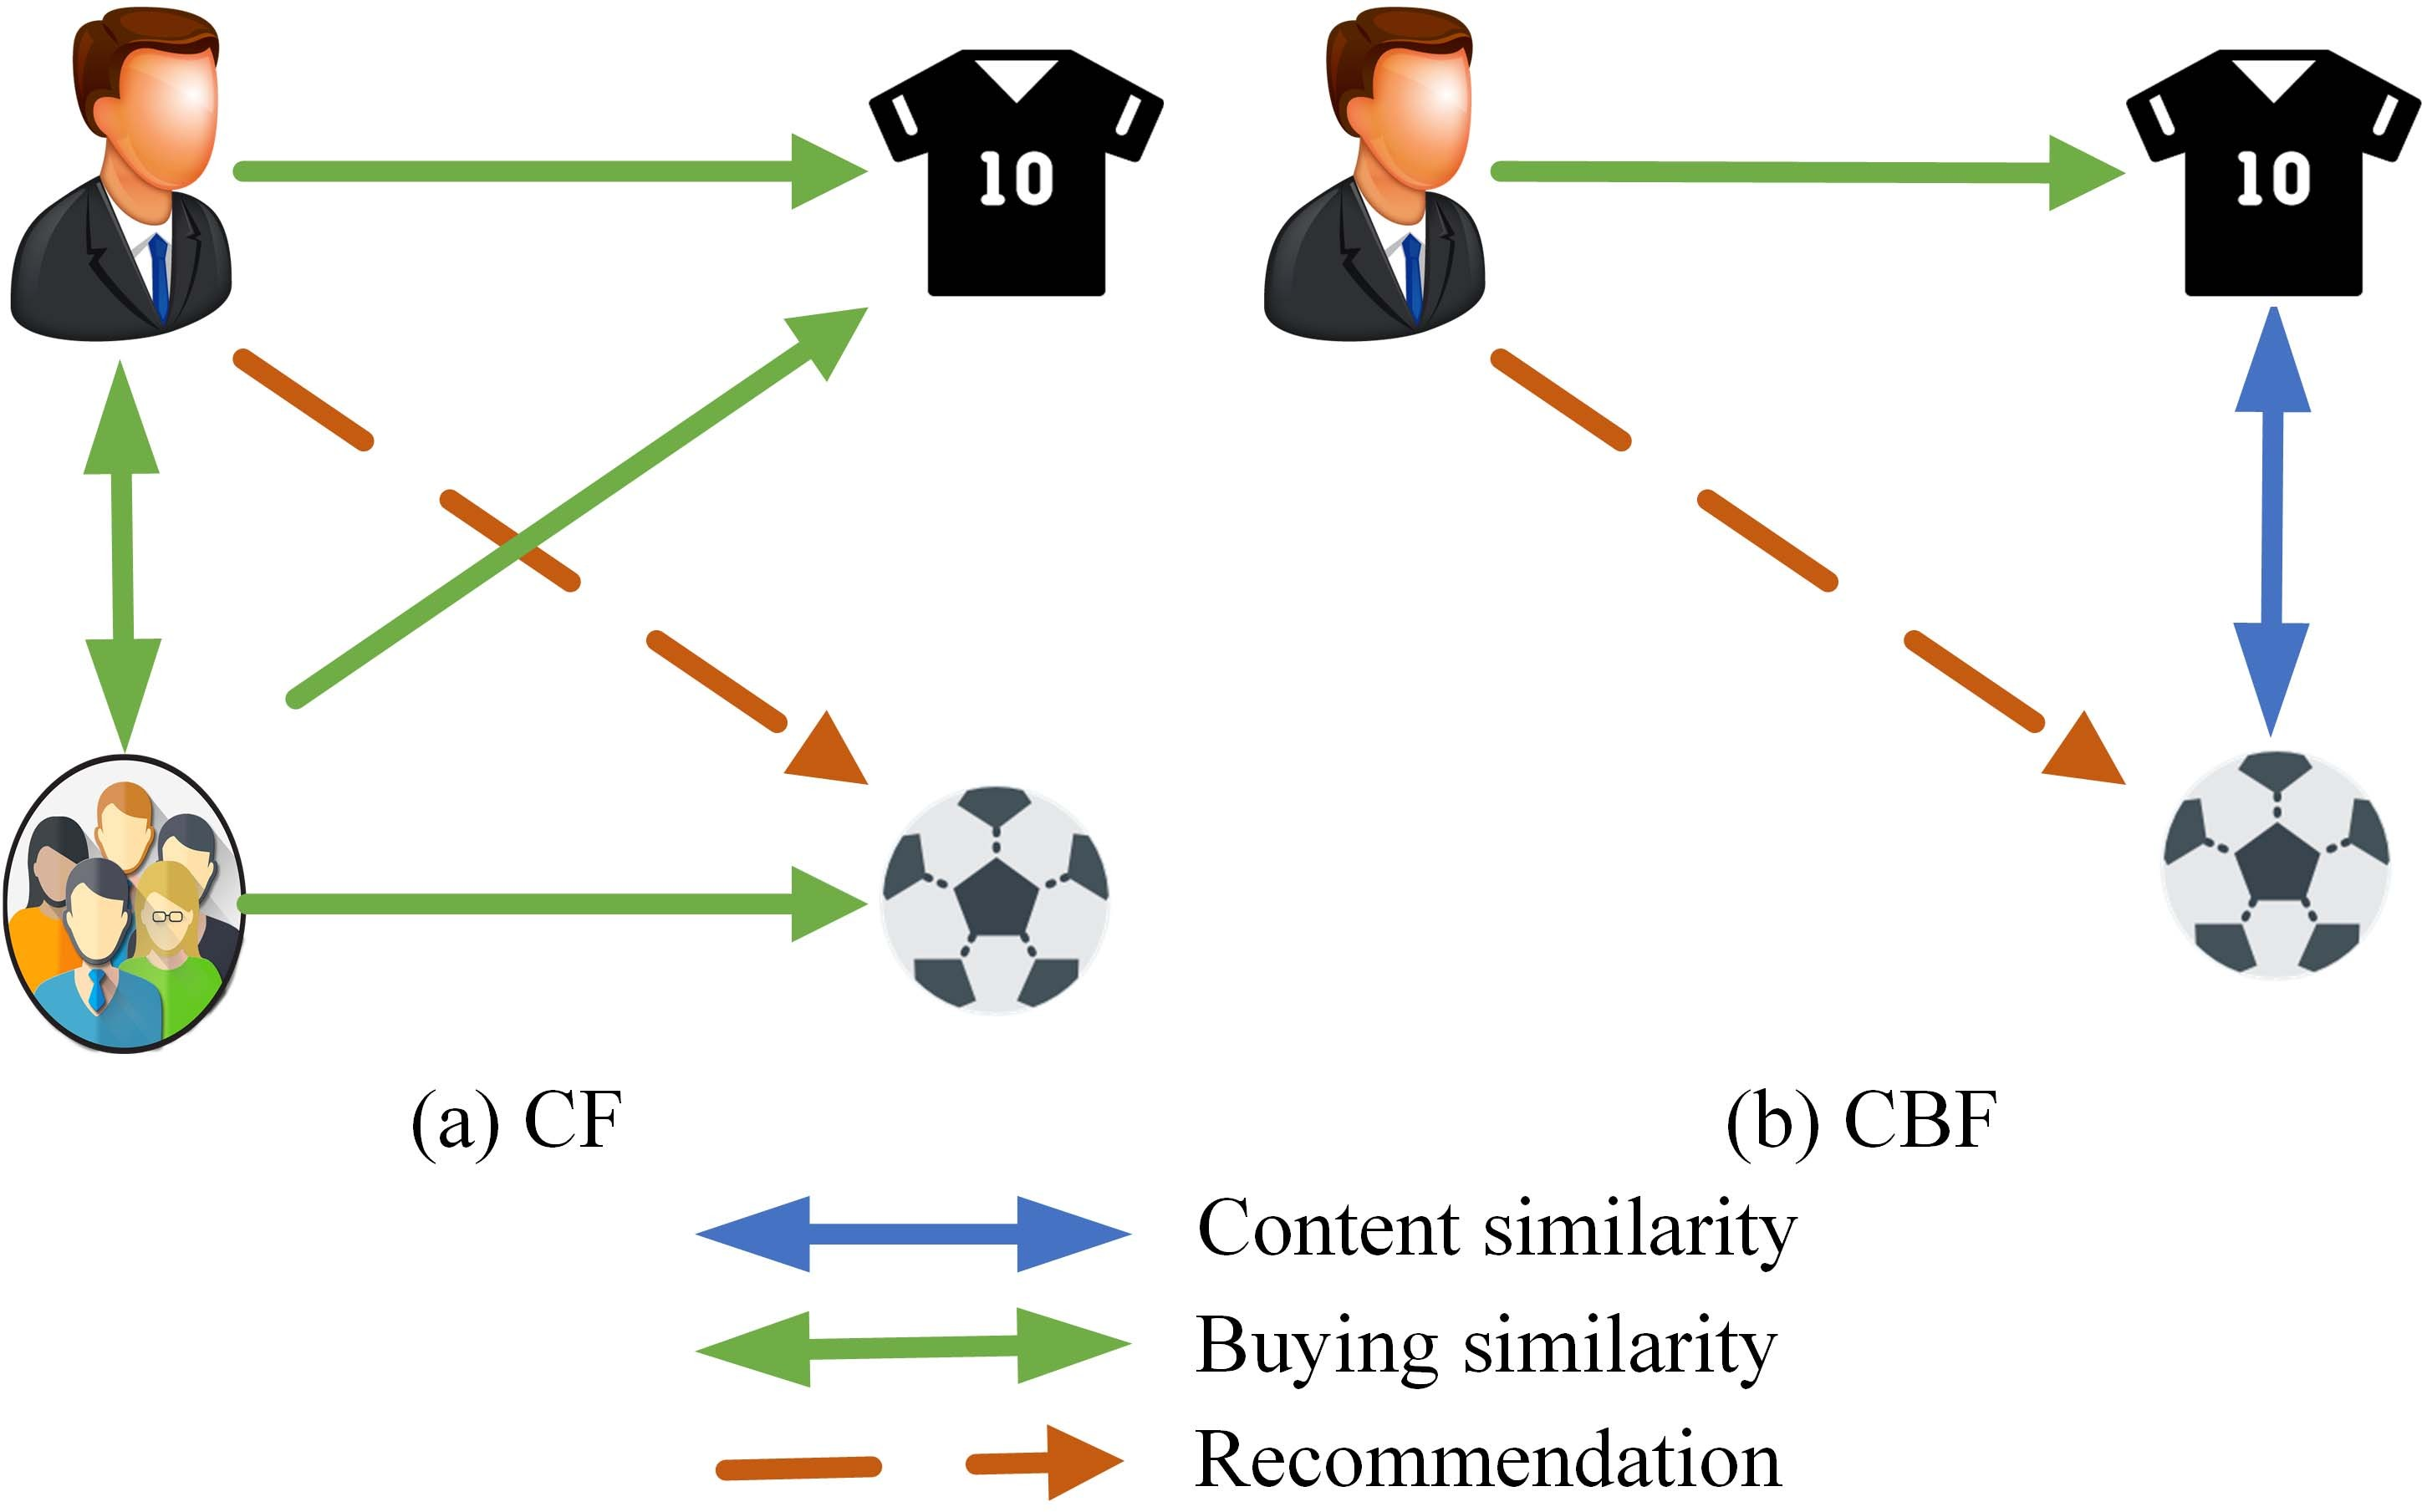 10
10
(a) CF
(b) CBF
Content similarity
Buying similarity
Recommendation